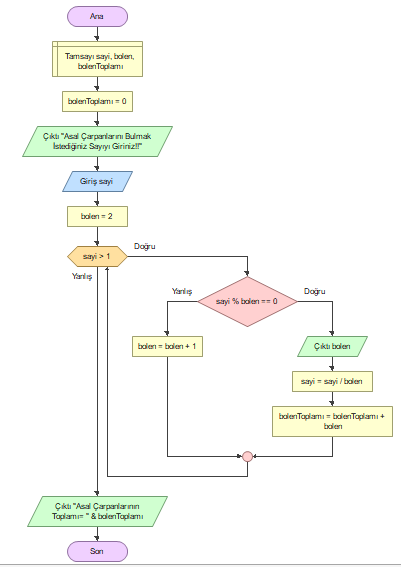 Ana
Tamsayı sayi, bolen,
bolenToplamı
bolenToplamı = 0
Çıktı "Asal Çarpanlarını Bulmak
İstediğiniz Sayıyı Giriniz!!"
Giriş sayi
bolen = 2
sayi > 1
Doğru
Yanlış
sayi % bolen == 0
Yanlış
Doğru
bolen = bolen + 1
Çıktı bolen
sayi = sayi / bolen
bolenToplamı = bolenToplamı +
bolen
Çıktı "Asal Çarpanlarının
Toplamı= " & bolenToplamı
Son